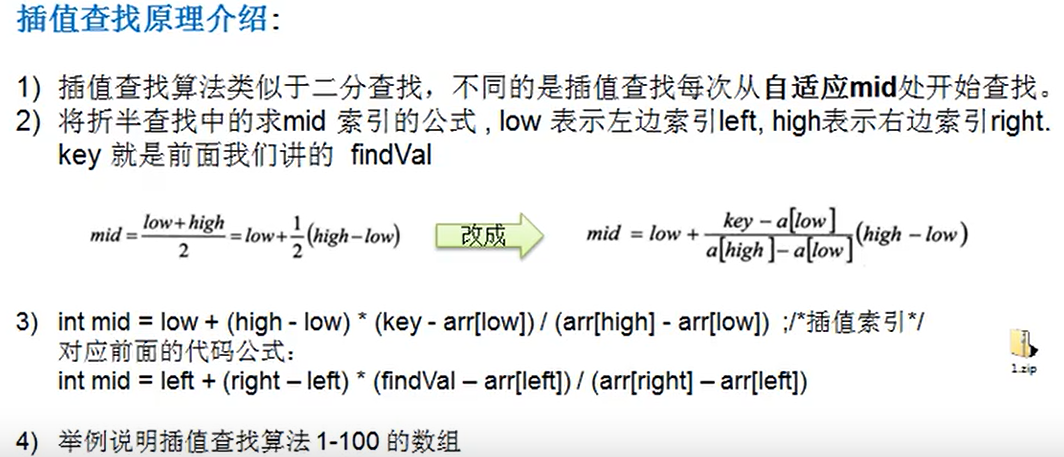 插值查找原理介绍:
1) 插值查找算法类似于二分查找，不同的是插值查找每次从自适应mid处开始查找。
2) 将折半查找中的求mid 索引的公式 , low 表示左边索引left, high表示右边索引right.
key 就是前面我们讲的 findVal
mid = (low+high)/2 = low + 1/2(high−low) 改成 mid = low + (key − a[low])/(a[high] − a[low]) (high − low)
3) int mid = low + (high - low) * (key - arr[low]) / (arr[high] - arr[low]) ;/*插值索引*/
对应前面的代码公式：
int mid = left + (right – left) * (findVal – arr[left]) / (arr[right] – arr[left])
1.zip
4) 举例说明插值查找算法 1-100 的数组